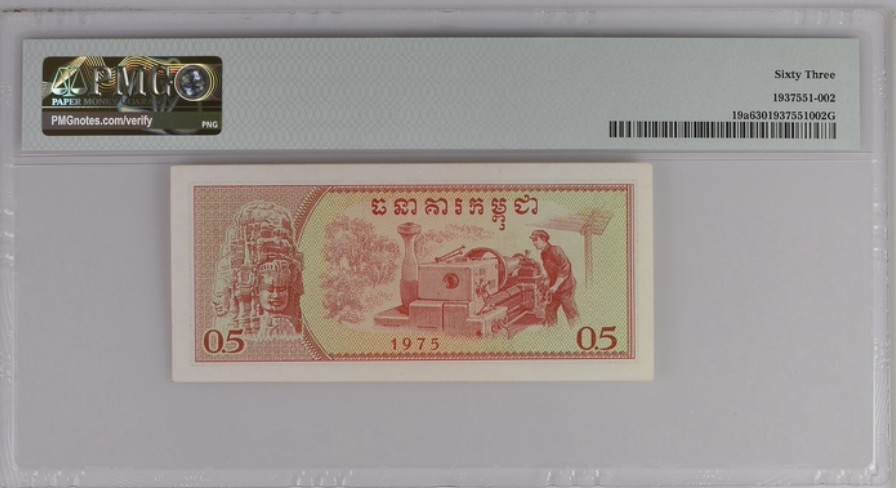 PMG
PAPER MONEY GUARANTY
PMGnotes.com/verify
PNG
Sixty Three
1937551-002
19a6301937551002G
ធនាគារកម្ពុជា
0.5
1975
0.5